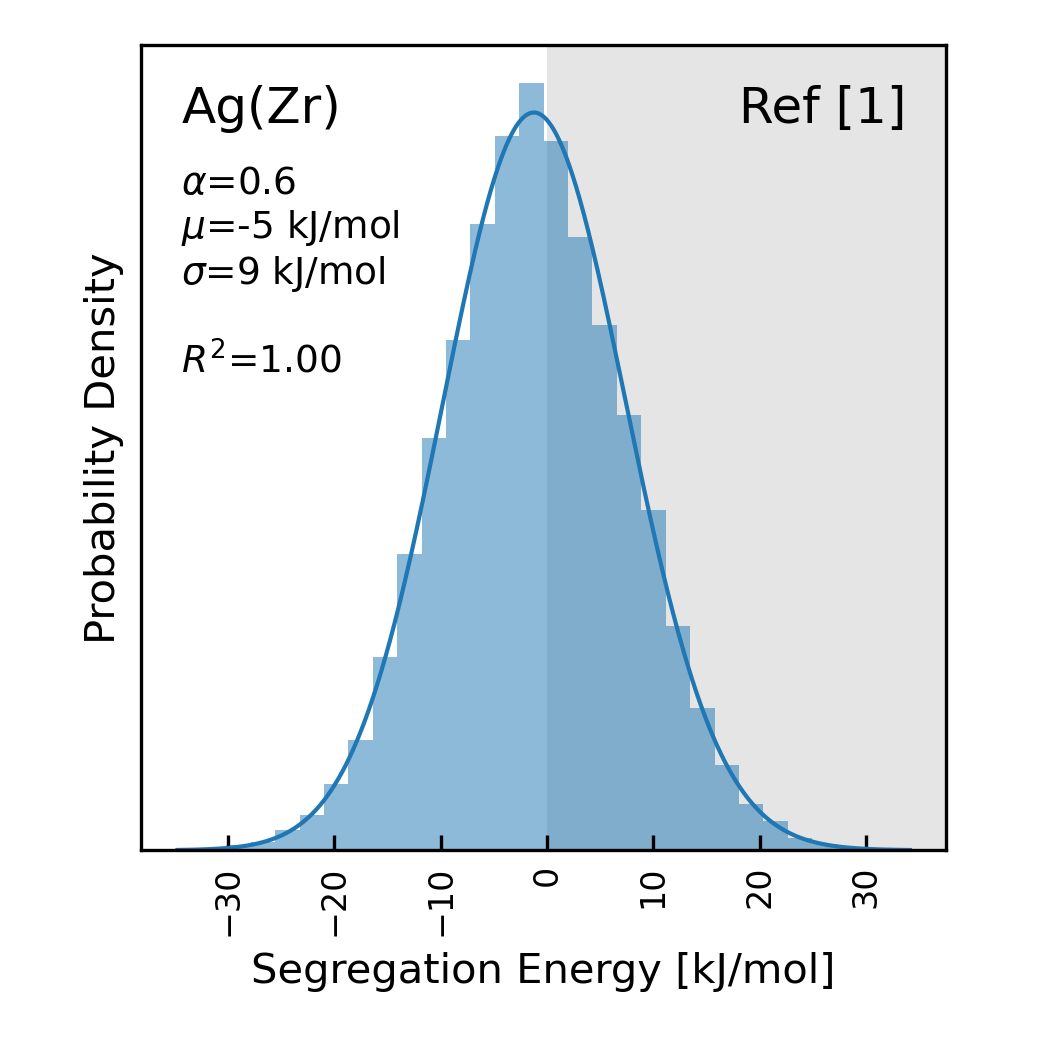 Ag(Zr)
Ref [1]
α=0.6
μ=-5 kJ/mol
σ=9 kJ/mol
R²=1.00
Probability Density
−30 −20 −10 0 10 20 30
Segregation Energy [kJ/mol]